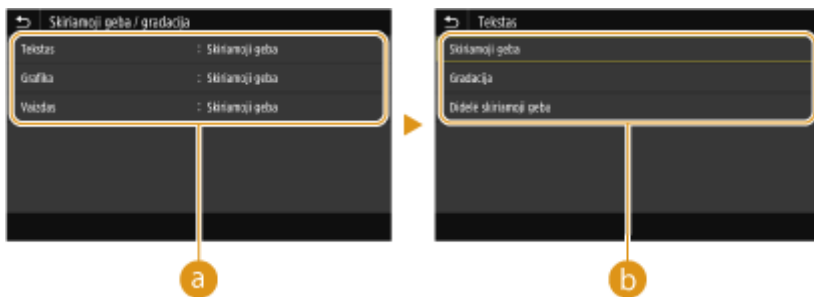 Skiriamoji geba / gradacija
Tekstas : Skiriamoji geba
Grafika : Skiriamoji geba
Vaizdas : Skiriamoji geba
a
Tekstas
Skiriamoji geba
Gradacija
Didelė skiriamoji geba
b